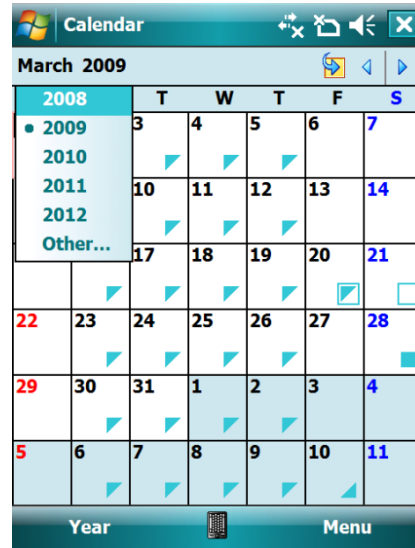 Calendar
March 2009
2008 T W T F S
2009 3 4 5 6 7
2010
2011 10 11 12 13 14
2012
Other... 17 18 19 20 21
22 23 24 25 26 27 28
29 30 31 1 2 3 4
5 6 7 8 9 10 11
Year Menu